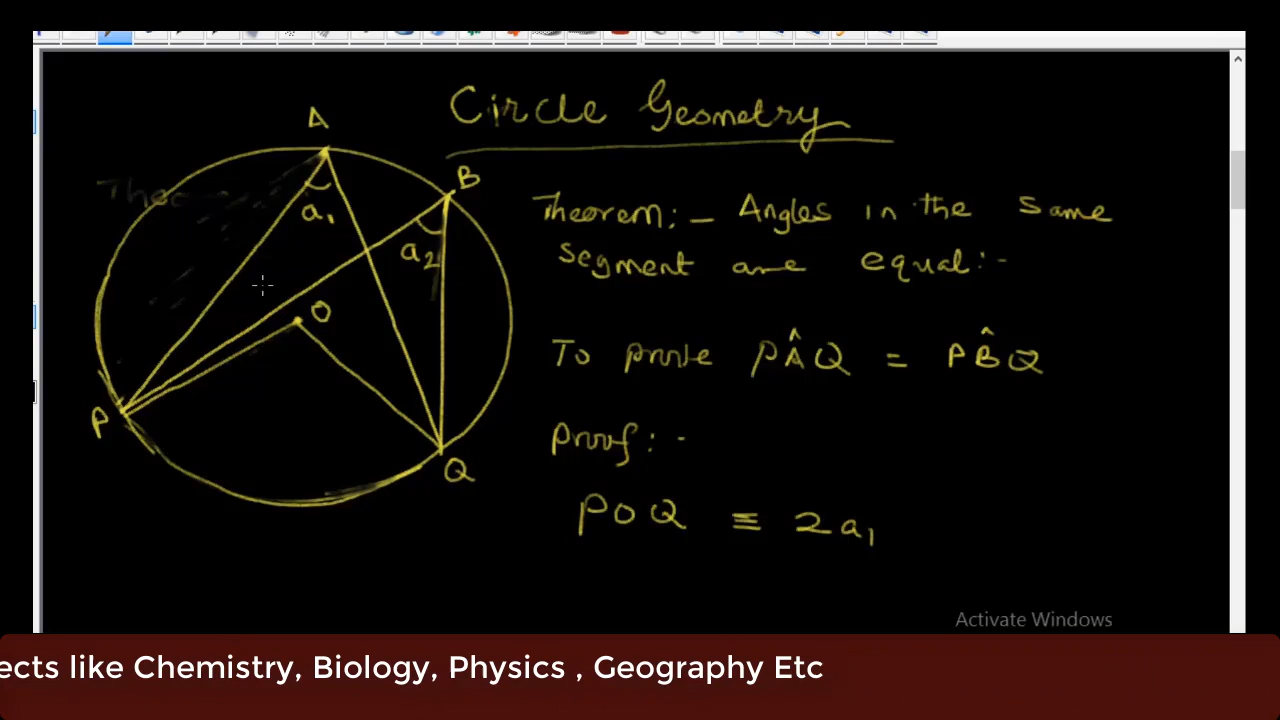 Circle Geometry
A
B
Theorem:- Angles in the same
a1
segment are equal:-
a2
O
To prove PÂQ = PB̂Q
P
Proof:-
Q
POQ ≡ 2a1
Activate Windows
ects like Chemistry, Biology, Physics , Geography Etc